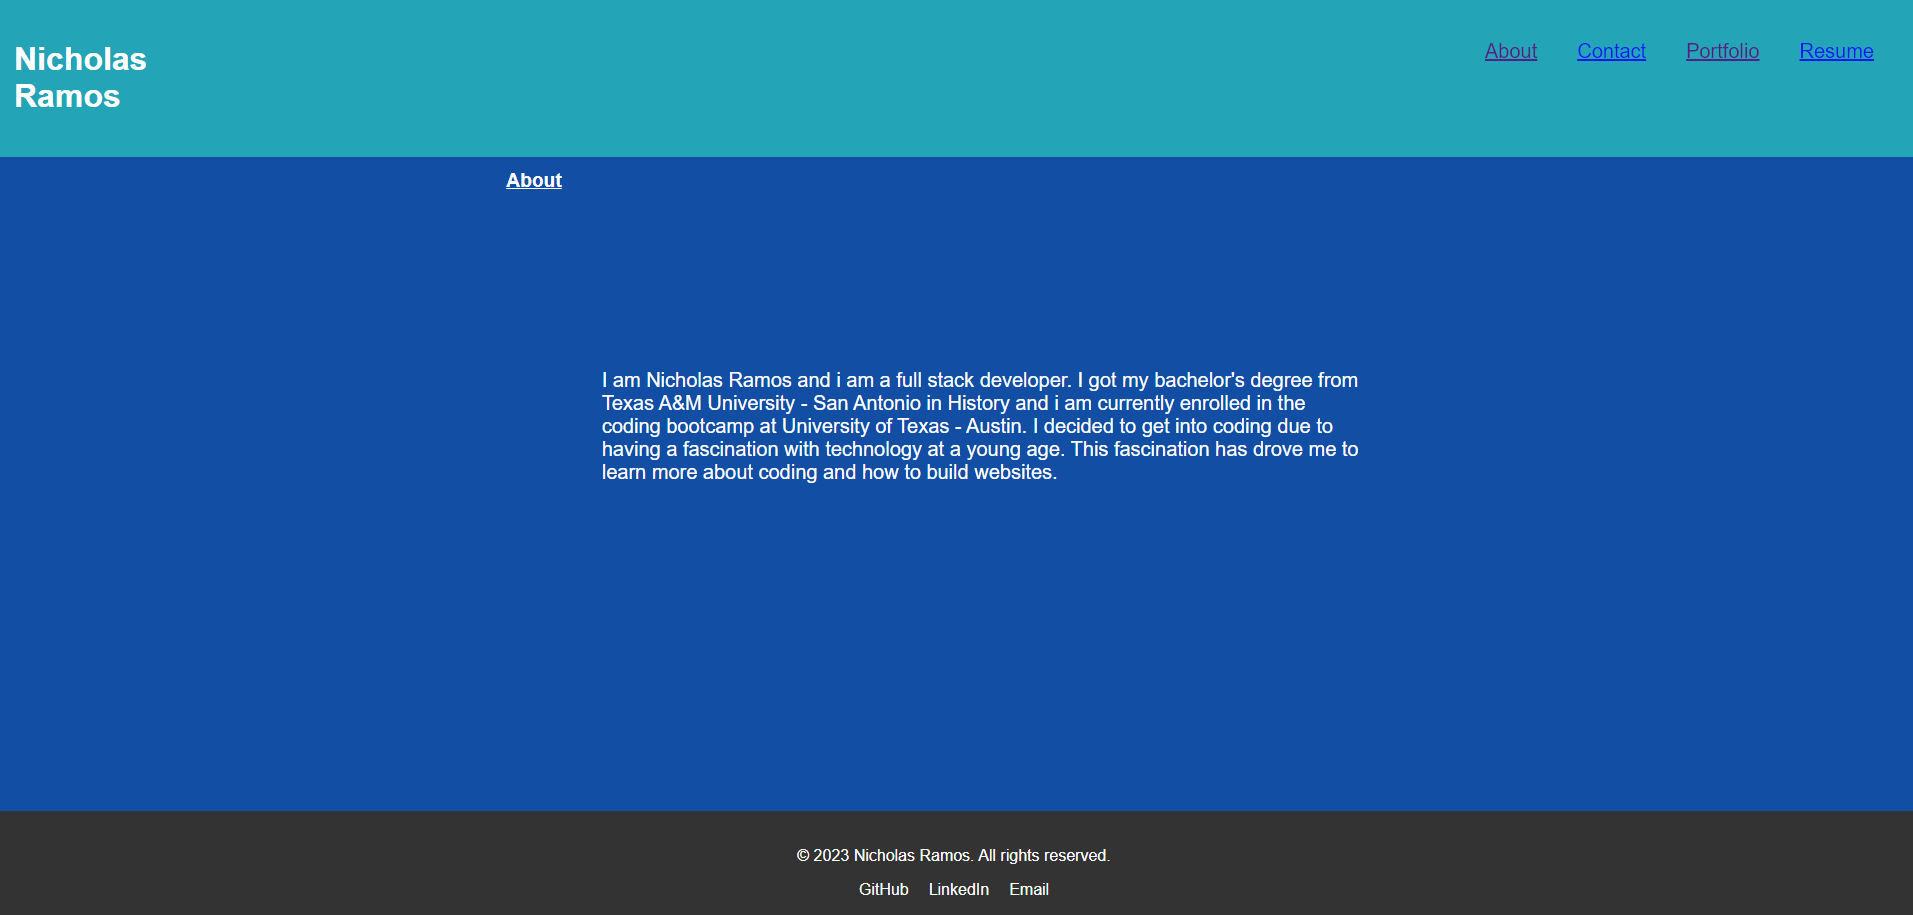 Nicholas
Ramos
About Contact Portfolio Resume
About
I am Nicholas Ramos and i am a full stack developer. I got my bachelor's degree from
Texas A&M University - San Antonio in History and i am currently enrolled in the
coding bootcamp at University of Texas - Austin. I decided to get into coding due to
having a fascination with technology at a young age. This fascination has drove me to
learn more about coding and how to build websites.
© 2023 Nicholas Ramos. All rights reserved.
GitHub LinkedIn Email